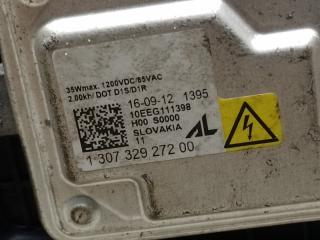 35Wmax. 1200VDC/85VAC
2.00kh/ DOT D1S/D1R
16-09-12 1395
10EEG111398
H00 S0000
SLOVAKIA
11
AL
1 307 329 272 00